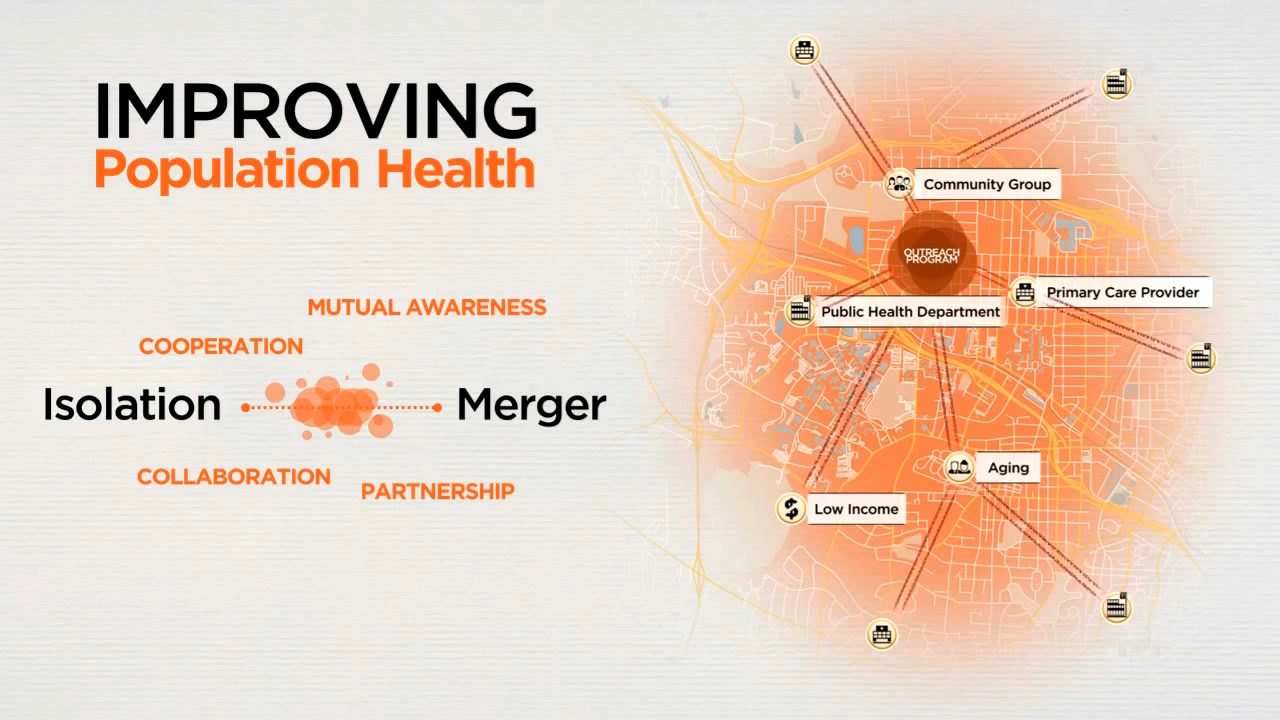 IMPROVING
Population Health
MUTUAL AWARENESS
COOPERATION
Isolation
Merger
COLLABORATION
PARTNERSHIP
Community Group
OUTREACH
PROGRAM
Primary Care Provider
Public Health Department
Aging
Low Income